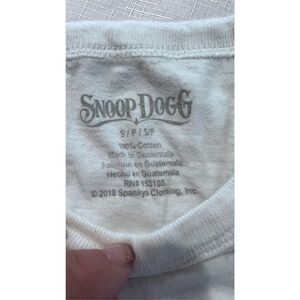 SNOOP DOGG
S / P / S/P
100% Cotton
Made in Guatemala
Fabriqué en Guatemala
Hecho en Guatemala
RN# 153105
© 2018 Spankys Clothing, Inc.